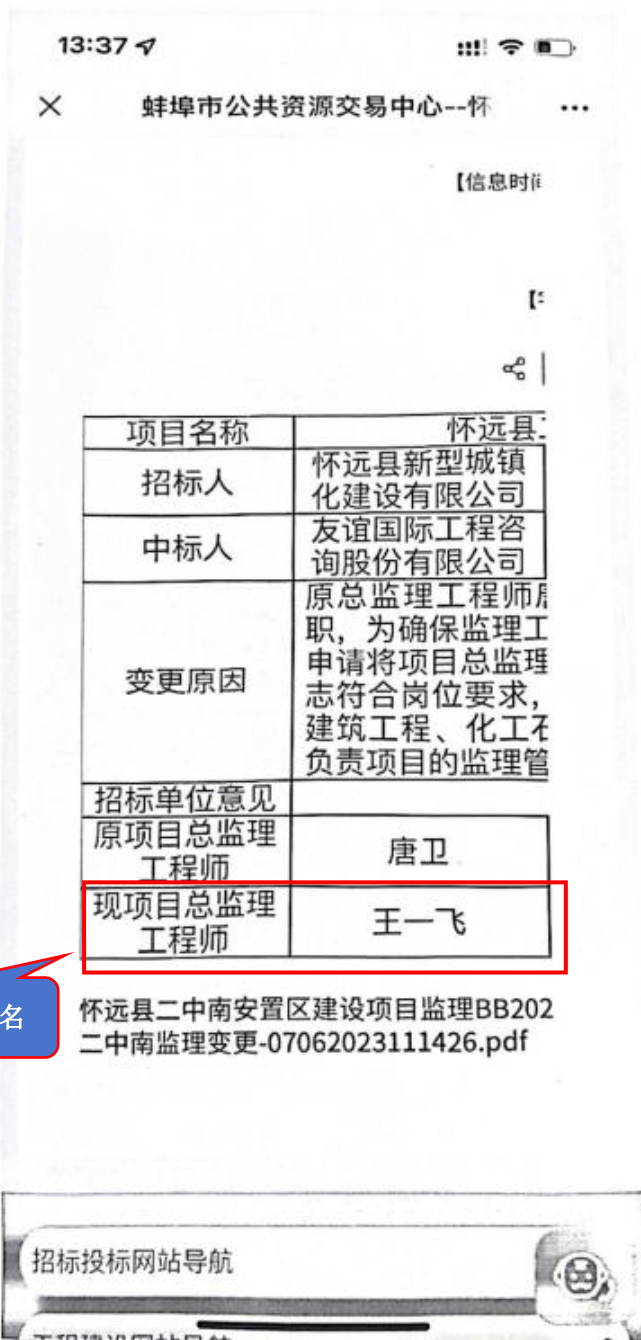 13:37
蚌埠市公共资源交易中心--怀
【信息时
项目名称 怀远县
招标人 怀远县新型城镇
化建设有限公司
中标人 友谊国际工程咨
询股份有限公司
变更原因 原总监理工程师
职，为确保监理工
申请将项目总监理
志符合岗位要求，
建筑工程、化工
负责项目的监理管
招标单位意见
原项目总监理
工程师
唐卫
现项目总监理
工程师
王一飞
名
怀远县二中南安置区建设项目监理BB202
二中南监理变更-07062023111426.pdf
招标投标网站导航